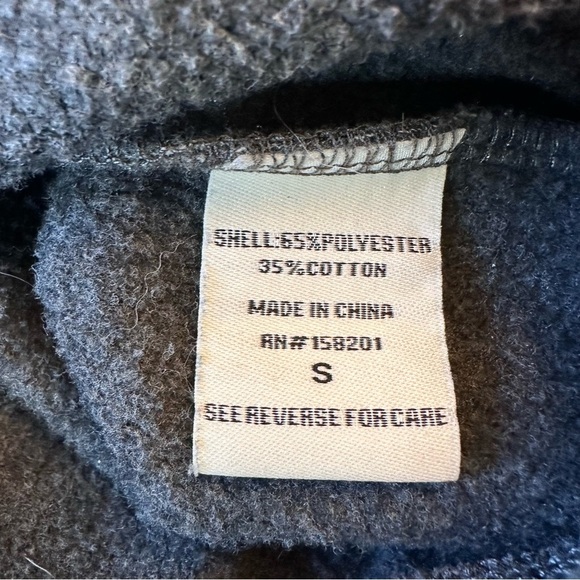 SHELL:65%POLYESTER
35%COTTON
MADE IN CHINA
RN#158201
S
SEE REVERSE FOR CARE